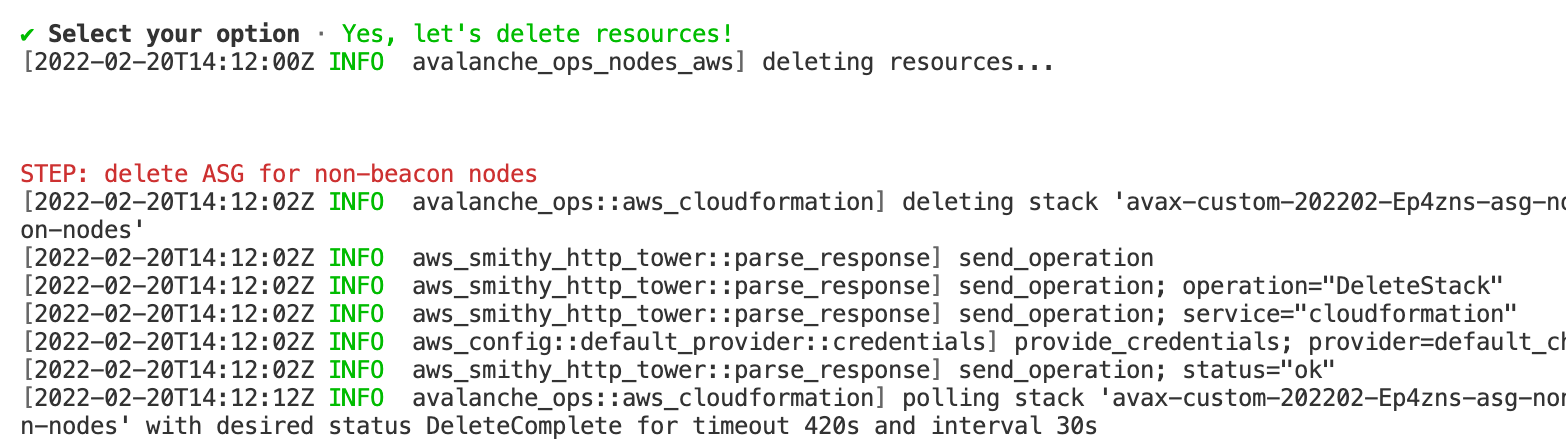 ✔ Select your option · Yes, let's delete resources!
[2022-02-20T14:12:00Z INFO  avalanche_ops_nodes_aws] deleting resources...
STEP: delete ASG for non-beacon nodes
[2022-02-20T14:12:02Z INFO  avalanche_ops::aws_cloudformation] deleting stack 'avax-custom-202202-Ep4zns-asg-no
on-nodes'
[2022-02-20T14:12:02Z INFO  aws_smithy_http_tower::parse_response] send_operation
[2022-02-20T14:12:02Z INFO  aws_smithy_http_tower::parse_response] send_operation; operation="DeleteStack"
[2022-02-20T14:12:02Z INFO  aws_smithy_http_tower::parse_response] send_operation; service="cloudformation"
[2022-02-20T14:12:02Z INFO  aws_config::default_provider::credentials] provide_credentials; provider=default_ch
[2022-02-20T14:12:02Z INFO  aws_smithy_http_tower::parse_response] send_operation; status="ok"
[2022-02-20T14:12:12Z INFO  avalanche_ops::aws_cloudformation] polling stack 'avax-custom-202202-Ep4zns-asg-non
n-nodes' with desired status DeleteComplete for timeout 420s and interval 30s